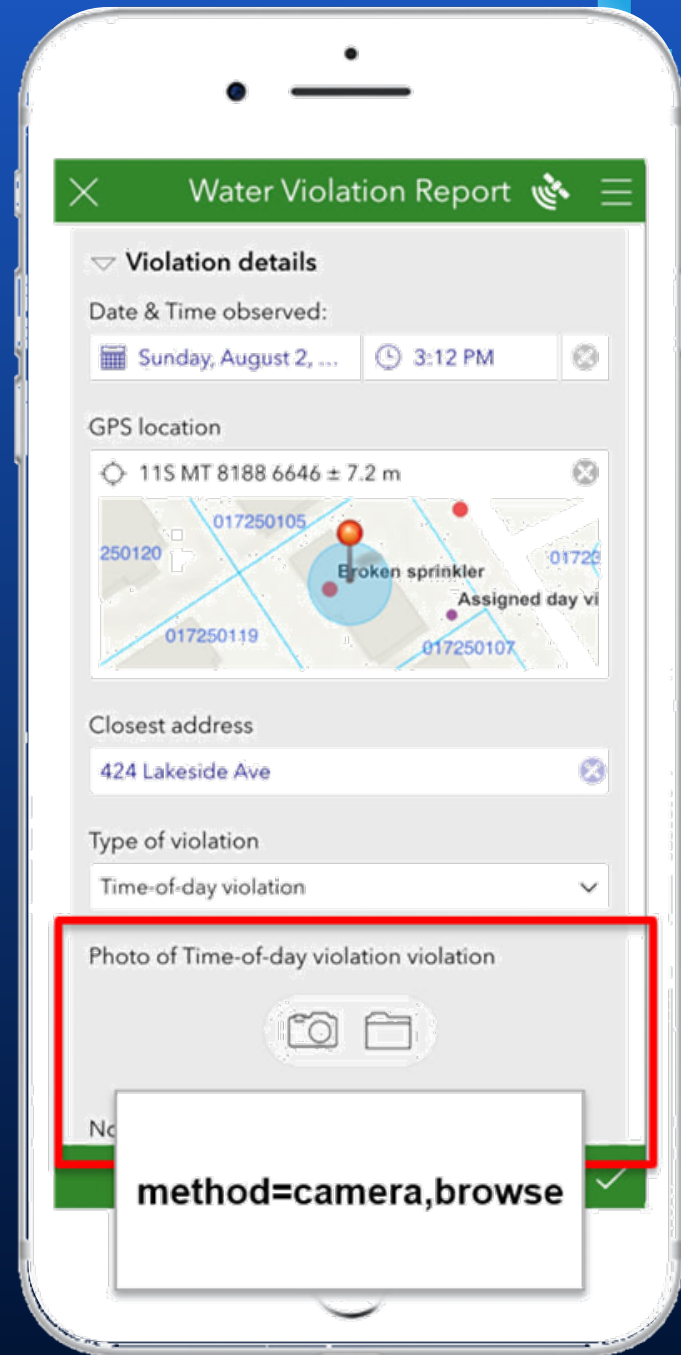 Water Violation Report
Violation details
Date & Time observed:
Sunday, August 2, ... 3:12 PM
GPS location
11S MT 8188 6646 ± 7.2 m
017250105
250120
01723
Broken sprinkler
Assigned day vi
017250119
017250107
Closest address
424 Lakeside Ave
Type of violation
Time-of-day violation
Photo of Time-of-day violation violation
No
method=camera,browse